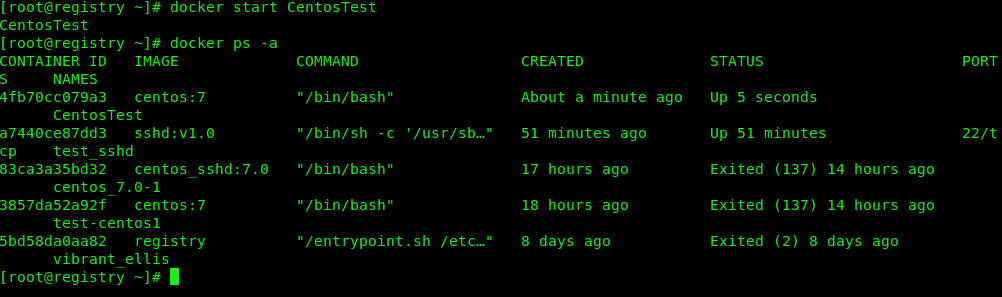 [root@registry ~]# docker start CentosTest
CentosTest
[root@registry ~]# docker ps -a
CONTAINER ID   IMAGE             COMMAND                  CREATED              STATUS                      PORT
S     NAMES
4fb70cc079a3   centos:7          "/bin/bash"              About a minute ago   Up 5 seconds
      CentosTest
a7440ce87dd3   sshd:v1.0         "/bin/sh -c '/usr/sb…"   51 minutes ago       Up 51 minutes               22/t
cp    test_sshd
83ca3a35bd32   centos_sshd:7.0   "/bin/bash"              17 hours ago         Exited (137) 14 hours ago
      centos_7.0-1
3857da52a92f   centos:7          "/bin/bash"              18 hours ago         Exited (137) 14 hours ago
      test-centos1
5bd58da0aa82   registry          "/entrypoint.sh /etc…"   8 days ago           Exited (2) 8 days ago
      vibrant_ellis
[root@registry ~]#